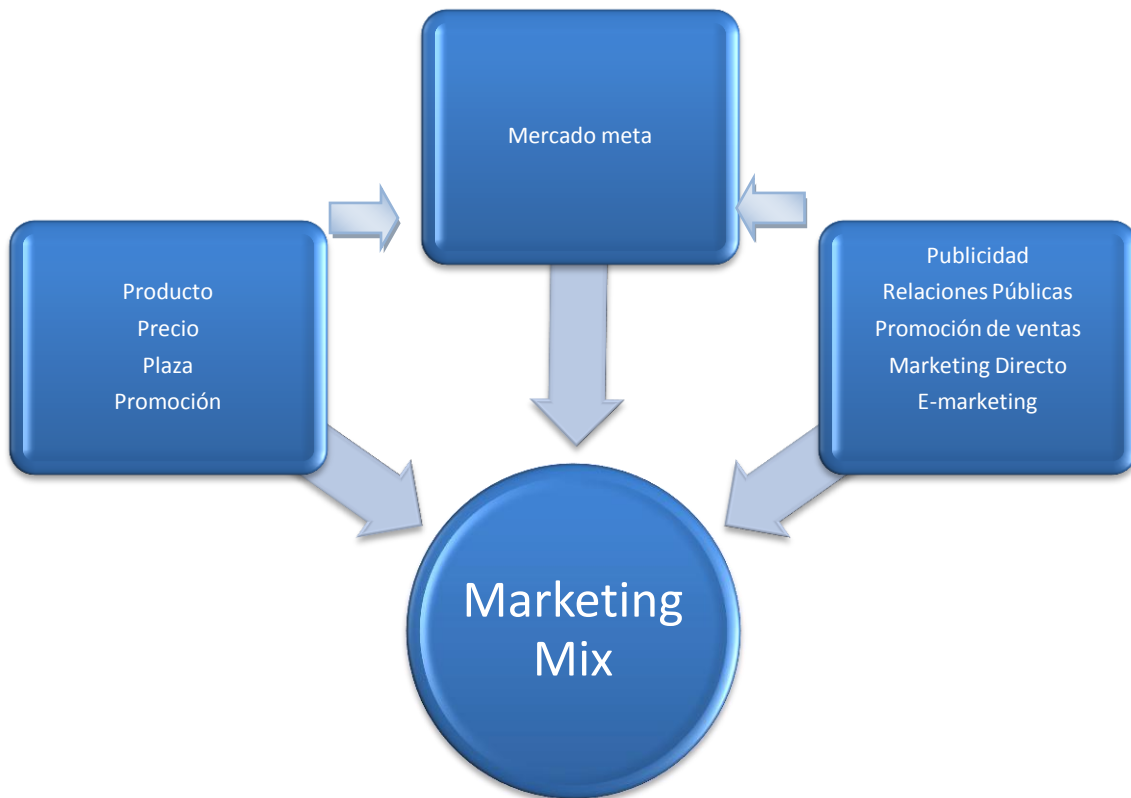 Mercado meta
Producto
Precio
Plaza
Promoción
Publicidad
Relaciones Públicas
Promoción de ventas
Marketing Directo
E-marketing
Marketing
Mix